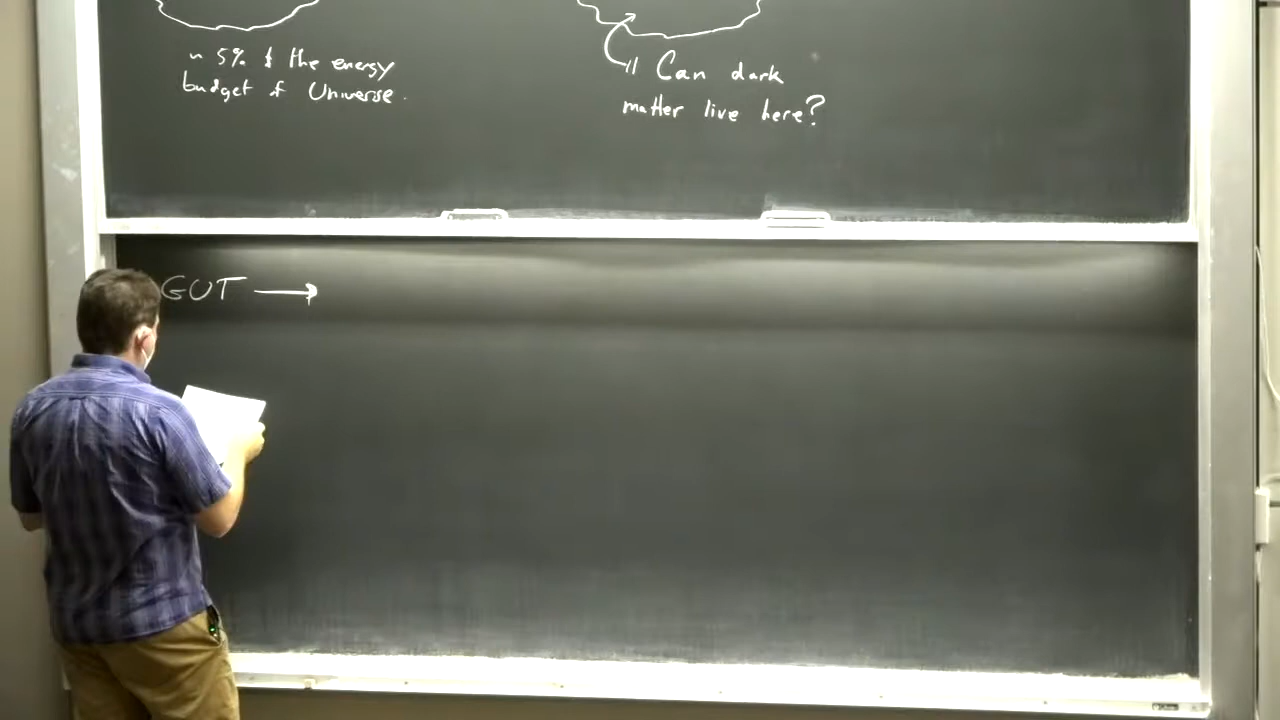 ~ 5% of the energy
budget of Universe.
" Can dark
matter live here?
GUT →